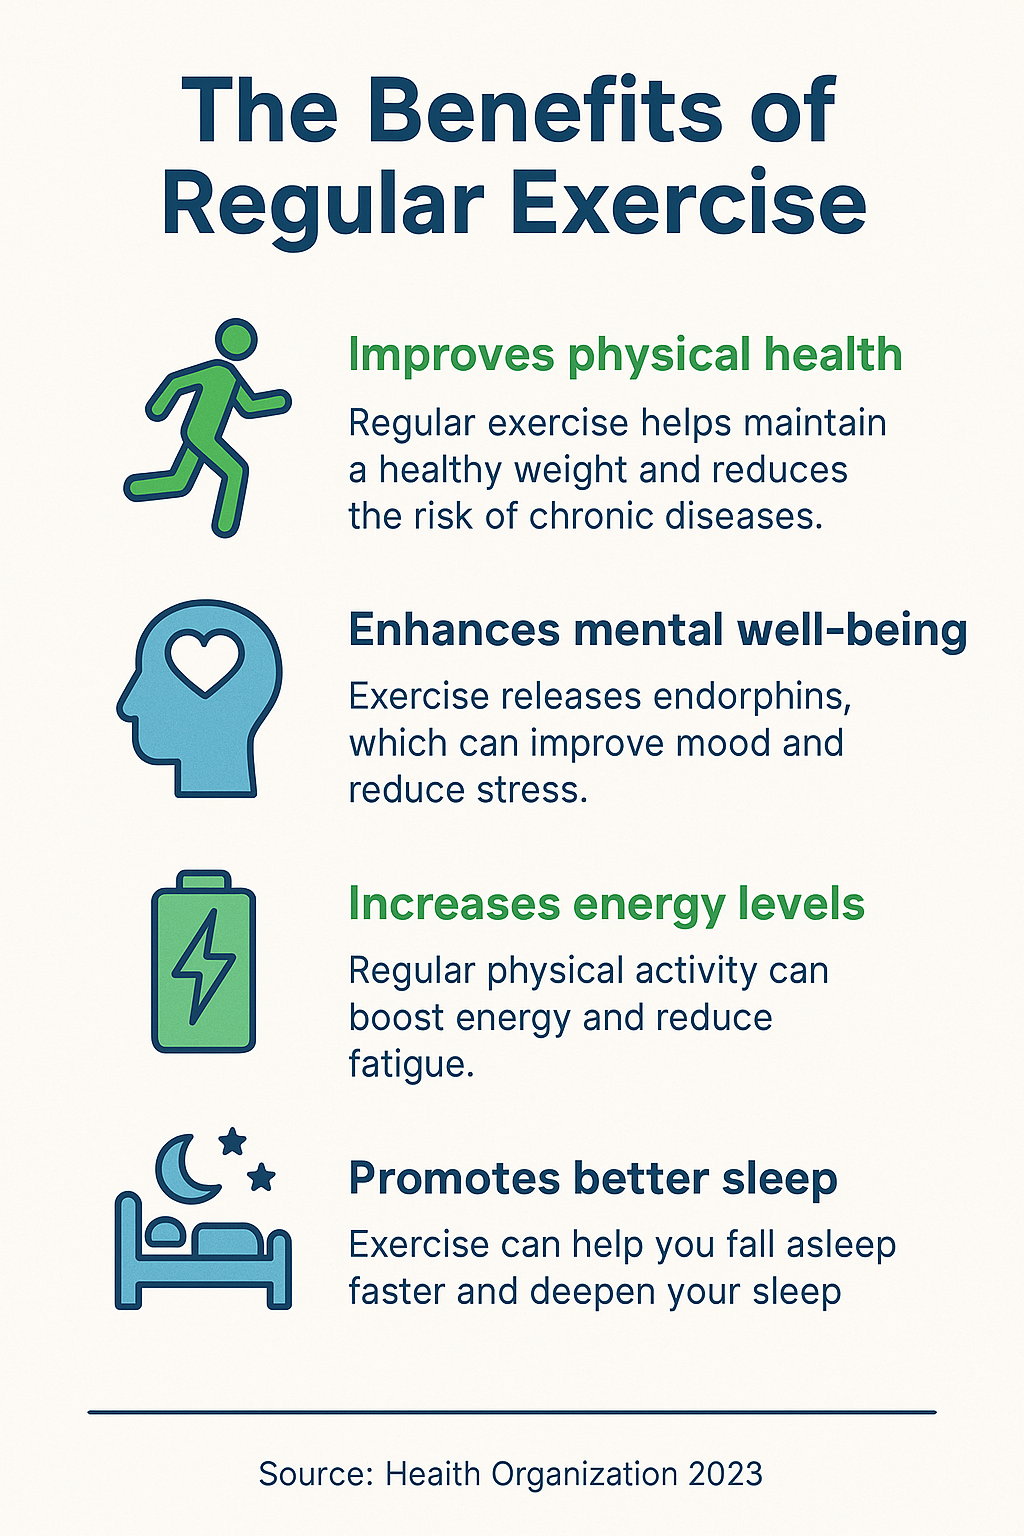 The Benefits of
Regular Exercise
Improves physical health
Regular exercise helps maintain
a healthy weight and reduces
the risk of chronic diseases.
Enhances mental well-being
Exercise releases endorphins,
which can improve mood and
reduce stress.
Increases energy levels
Regular physical activity can
boost energy and reduce
fatigue.
Promotes better sleep
Exercise can help you fall asleep
faster and deepen your sleep
Source: Heaith Organization 2023